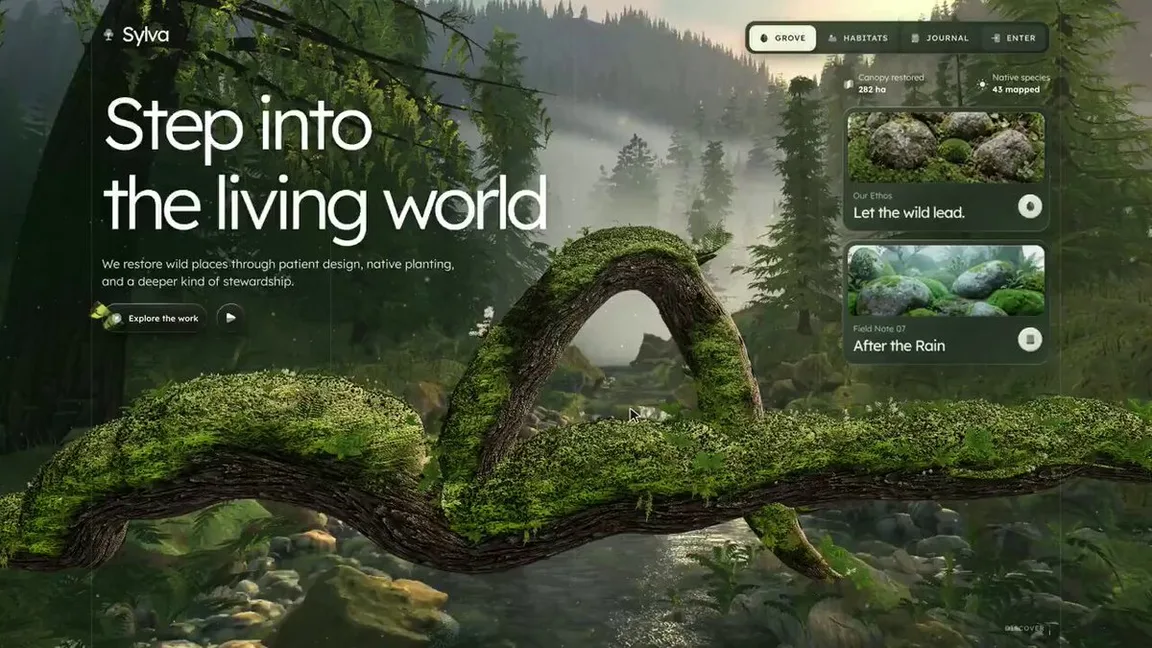 Sylva
GROVE
HABITATS
JOURNAL
ENTER
Step into
the living world
We restore wild places through patient design, native planting,
and a deeper kind of stewardship.
Explore the work
Canopy restored
282 ha
Native species
43 mapped
Our Ethos
Let the wild lead.
Field Note 07
After the Rain
DISCOVER